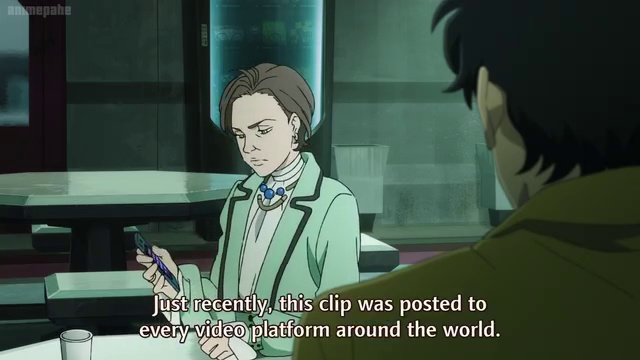 animepahe
Just recently, this clip was posted to
every video platform around the world.